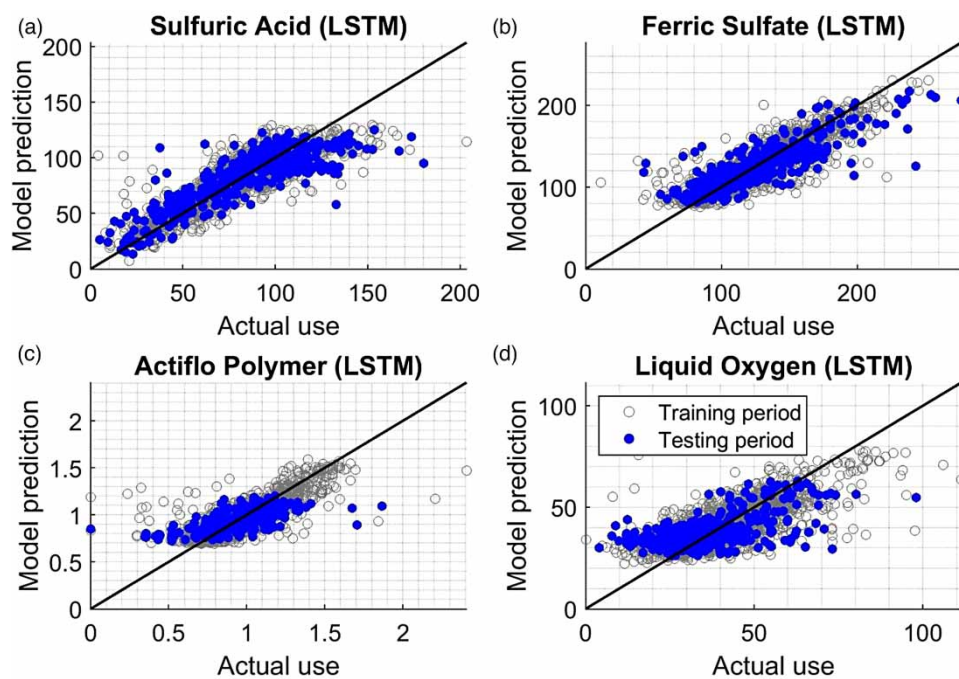 (a) Sulfuric Acid (LSTM)
200
150
100
50
0
Model prediction
0 50 100 150 200
Actual use
(b) Ferric Sulfate (LSTM)
200
100
0
Model prediction
0 100 200
Actual use
(c) Actiflo Polymer (LSTM)
2
1.5
1
0.5
0
Model prediction
0 0.5 1 1.5 2
Actual use
(d) Liquid Oxygen (LSTM)
100
50
0
Model prediction
Training period
Testing period
0 50 100
Actual use